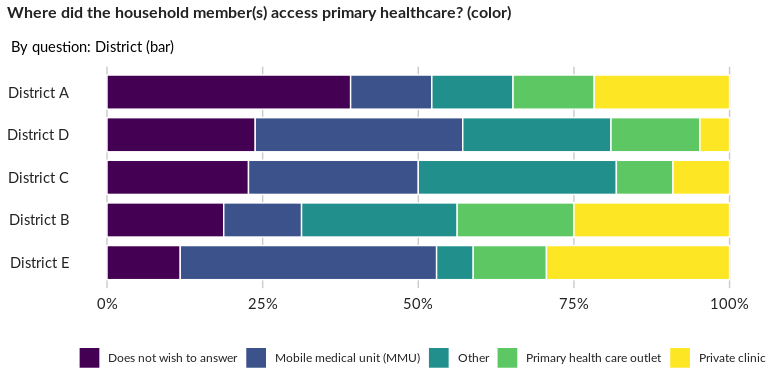 Where did the household member(s) access primary healthcare? (color)
By question: District (bar)
District A
District D
District C
District B
District E
0% 25% 50% 75% 100%
Does not wish to answer Mobile medical unit (MMU) Other Primary health care outlet Private clinic